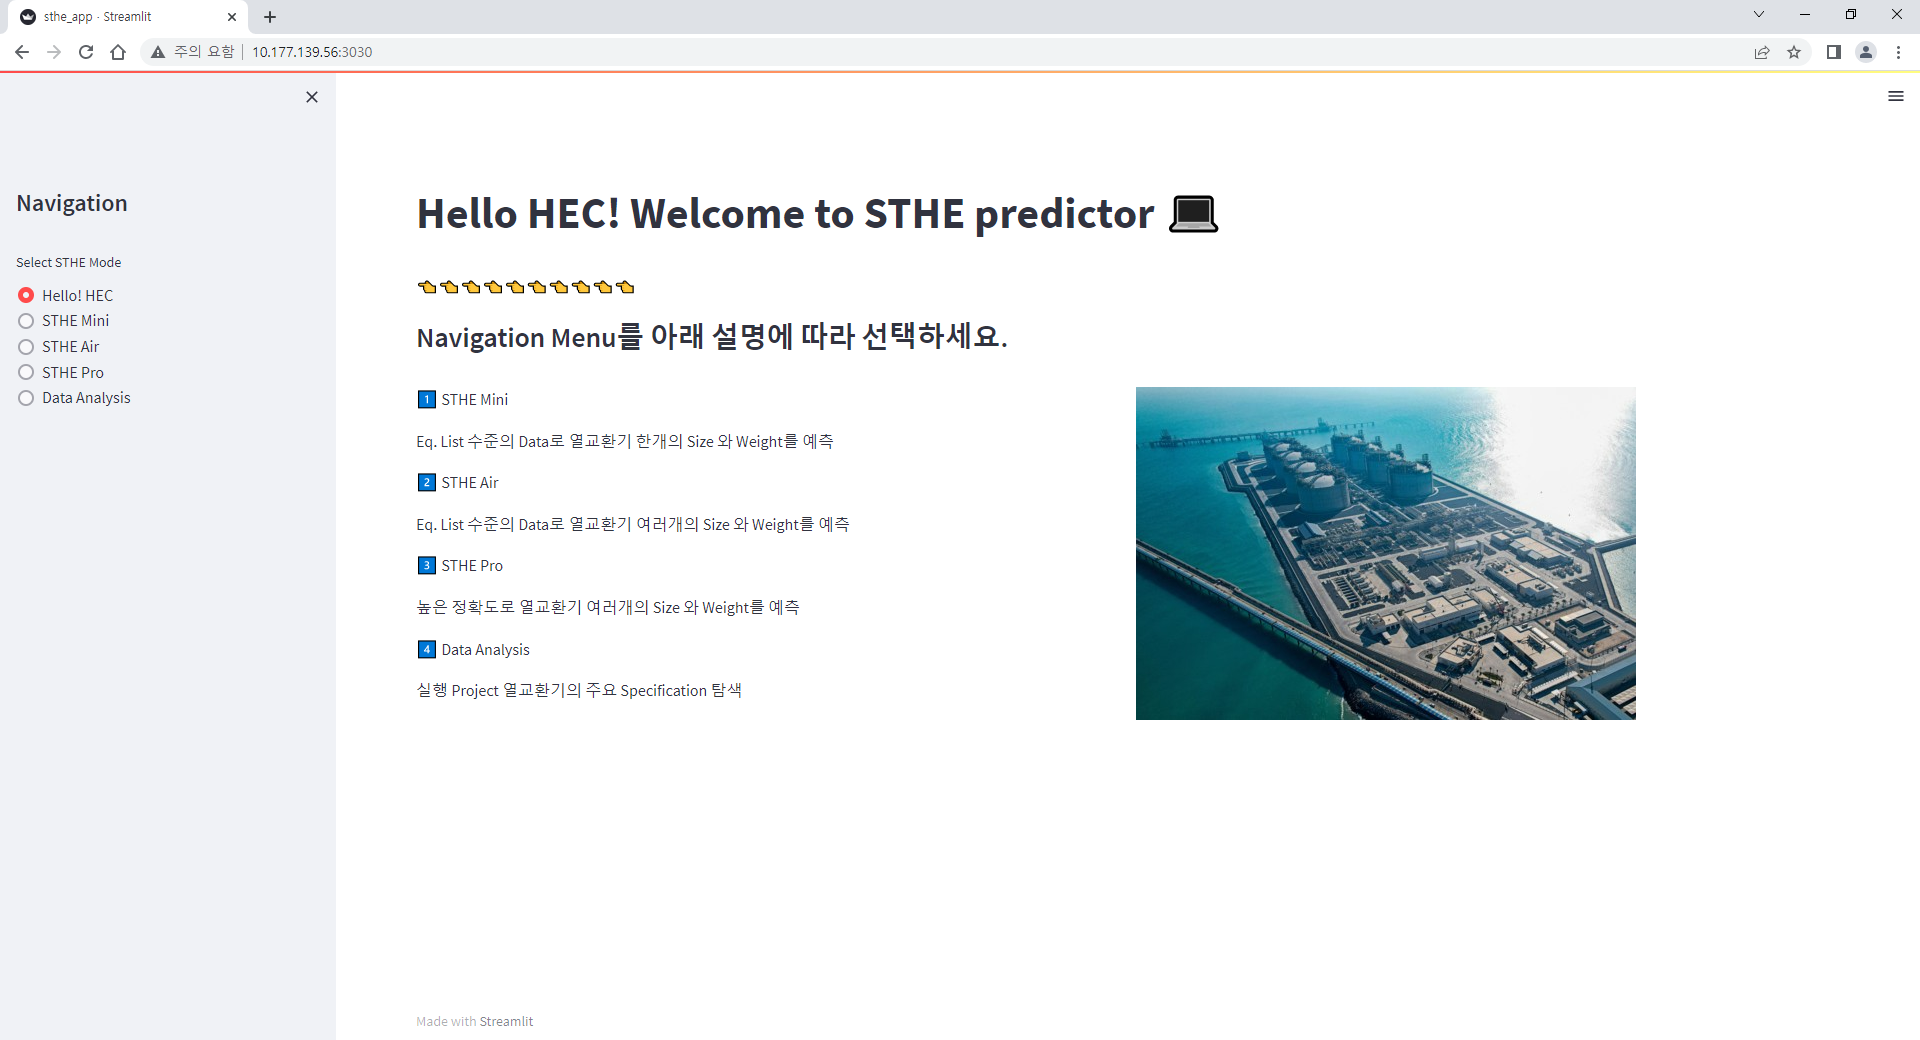 sthe_app · Streamlit
주의 요함
10.177.139.56:3030
Navigation
Select STHE Mode
Hello! HEC
STHE Mini
STHE Air
STHE Pro
Data Analysis
Hello HEC! Welcome to STHE predictor 💻
👈👈👈👈👈👈👈👈👈👈
Navigation Menu를 아래 설명에 따라 선택하세요.
1 STHE Mini
Eq. List 수준의 Data로 열교환기 한개의 Size 와 Weight를 예측
2 STHE Air
Eq. List 수준의 Data로 열교환기 여러개의 Size 와 Weight를 예측
3 STHE Pro
높은 정확도로 열교환기 여러개의 Size 와 Weight를 예측
4 Data Analysis
실행 Project 열교환기의 주요 Specification 탐색
Made with Streamlit